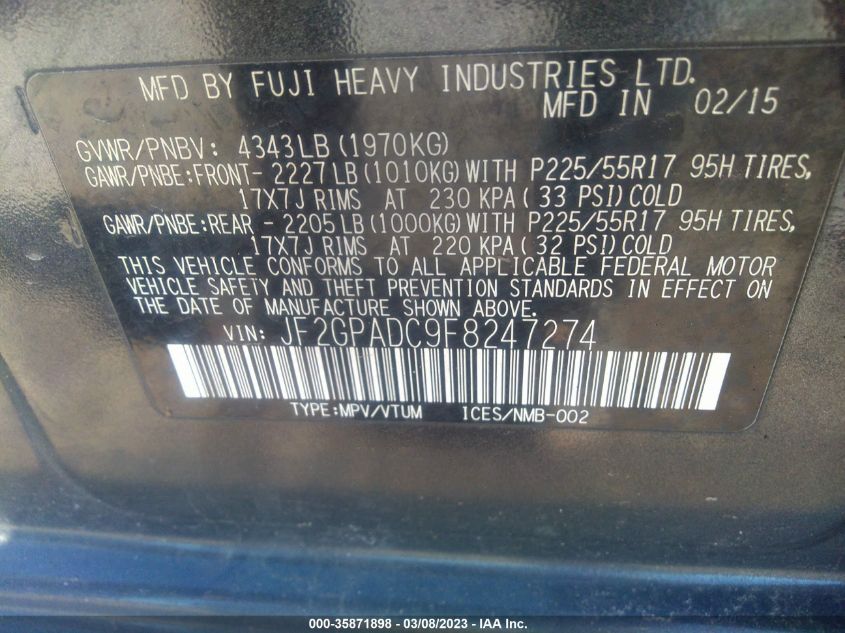 MFD BY FUJI HEAVY INDUSTRIES LTD.
MFD IN 02/15
GVWR/PNBV: 4343LB (1970KG)
GAWR/PNBE:FRONT- 2227 LB (1010KG) WITH P225/55R17 95H TIRES,
17X7J RIMS AT 230 KPA ( 33 PSI) COLD
GAWR/PNBE:REAR - 2205 LB (1000KG) WITH P225/55R17 95H TIRES,
17X7J RIMS AT 220 KPA ( 32 PSI) COLD
THIS VEHICLE CONFORMS TO ALL APPLICABLE FEDERAL MOTOR
VEHICLE SAFETY AND THEFT PREVENTION STANDARDS IN EFFECT ON
THE DATE OF MANUFACTURE SHOWN ABOVE.
VIN: JF2GPADC9F8247274
TYPE:MPV/VTUM ICES/NMB-002
000-35871898 - 03/08/2023 - IAA Inc.